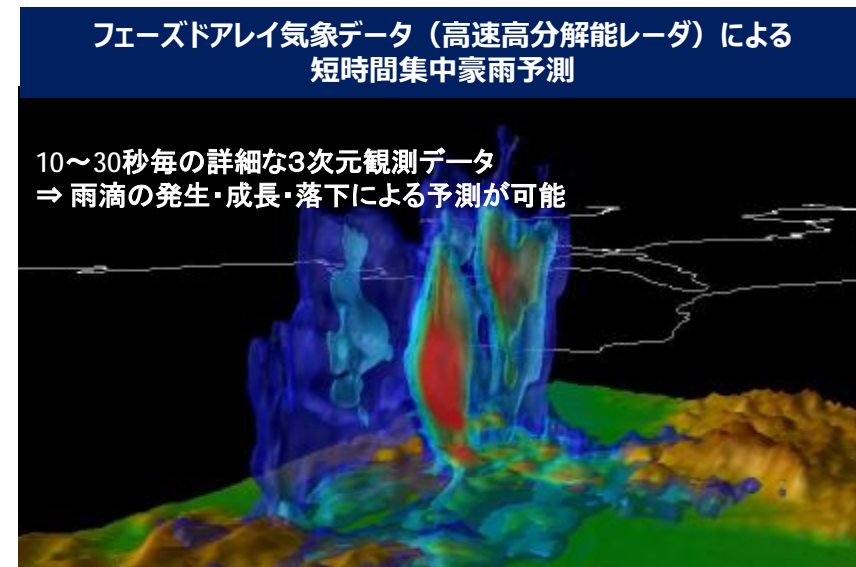 フェーズドアレイ気象データ（高速高分解能レーダ）による
短時間集中豪雨予測
10～30秒毎の詳細な３次元観測データ
⇒ 雨滴の発生・成長・落下による予測が可能